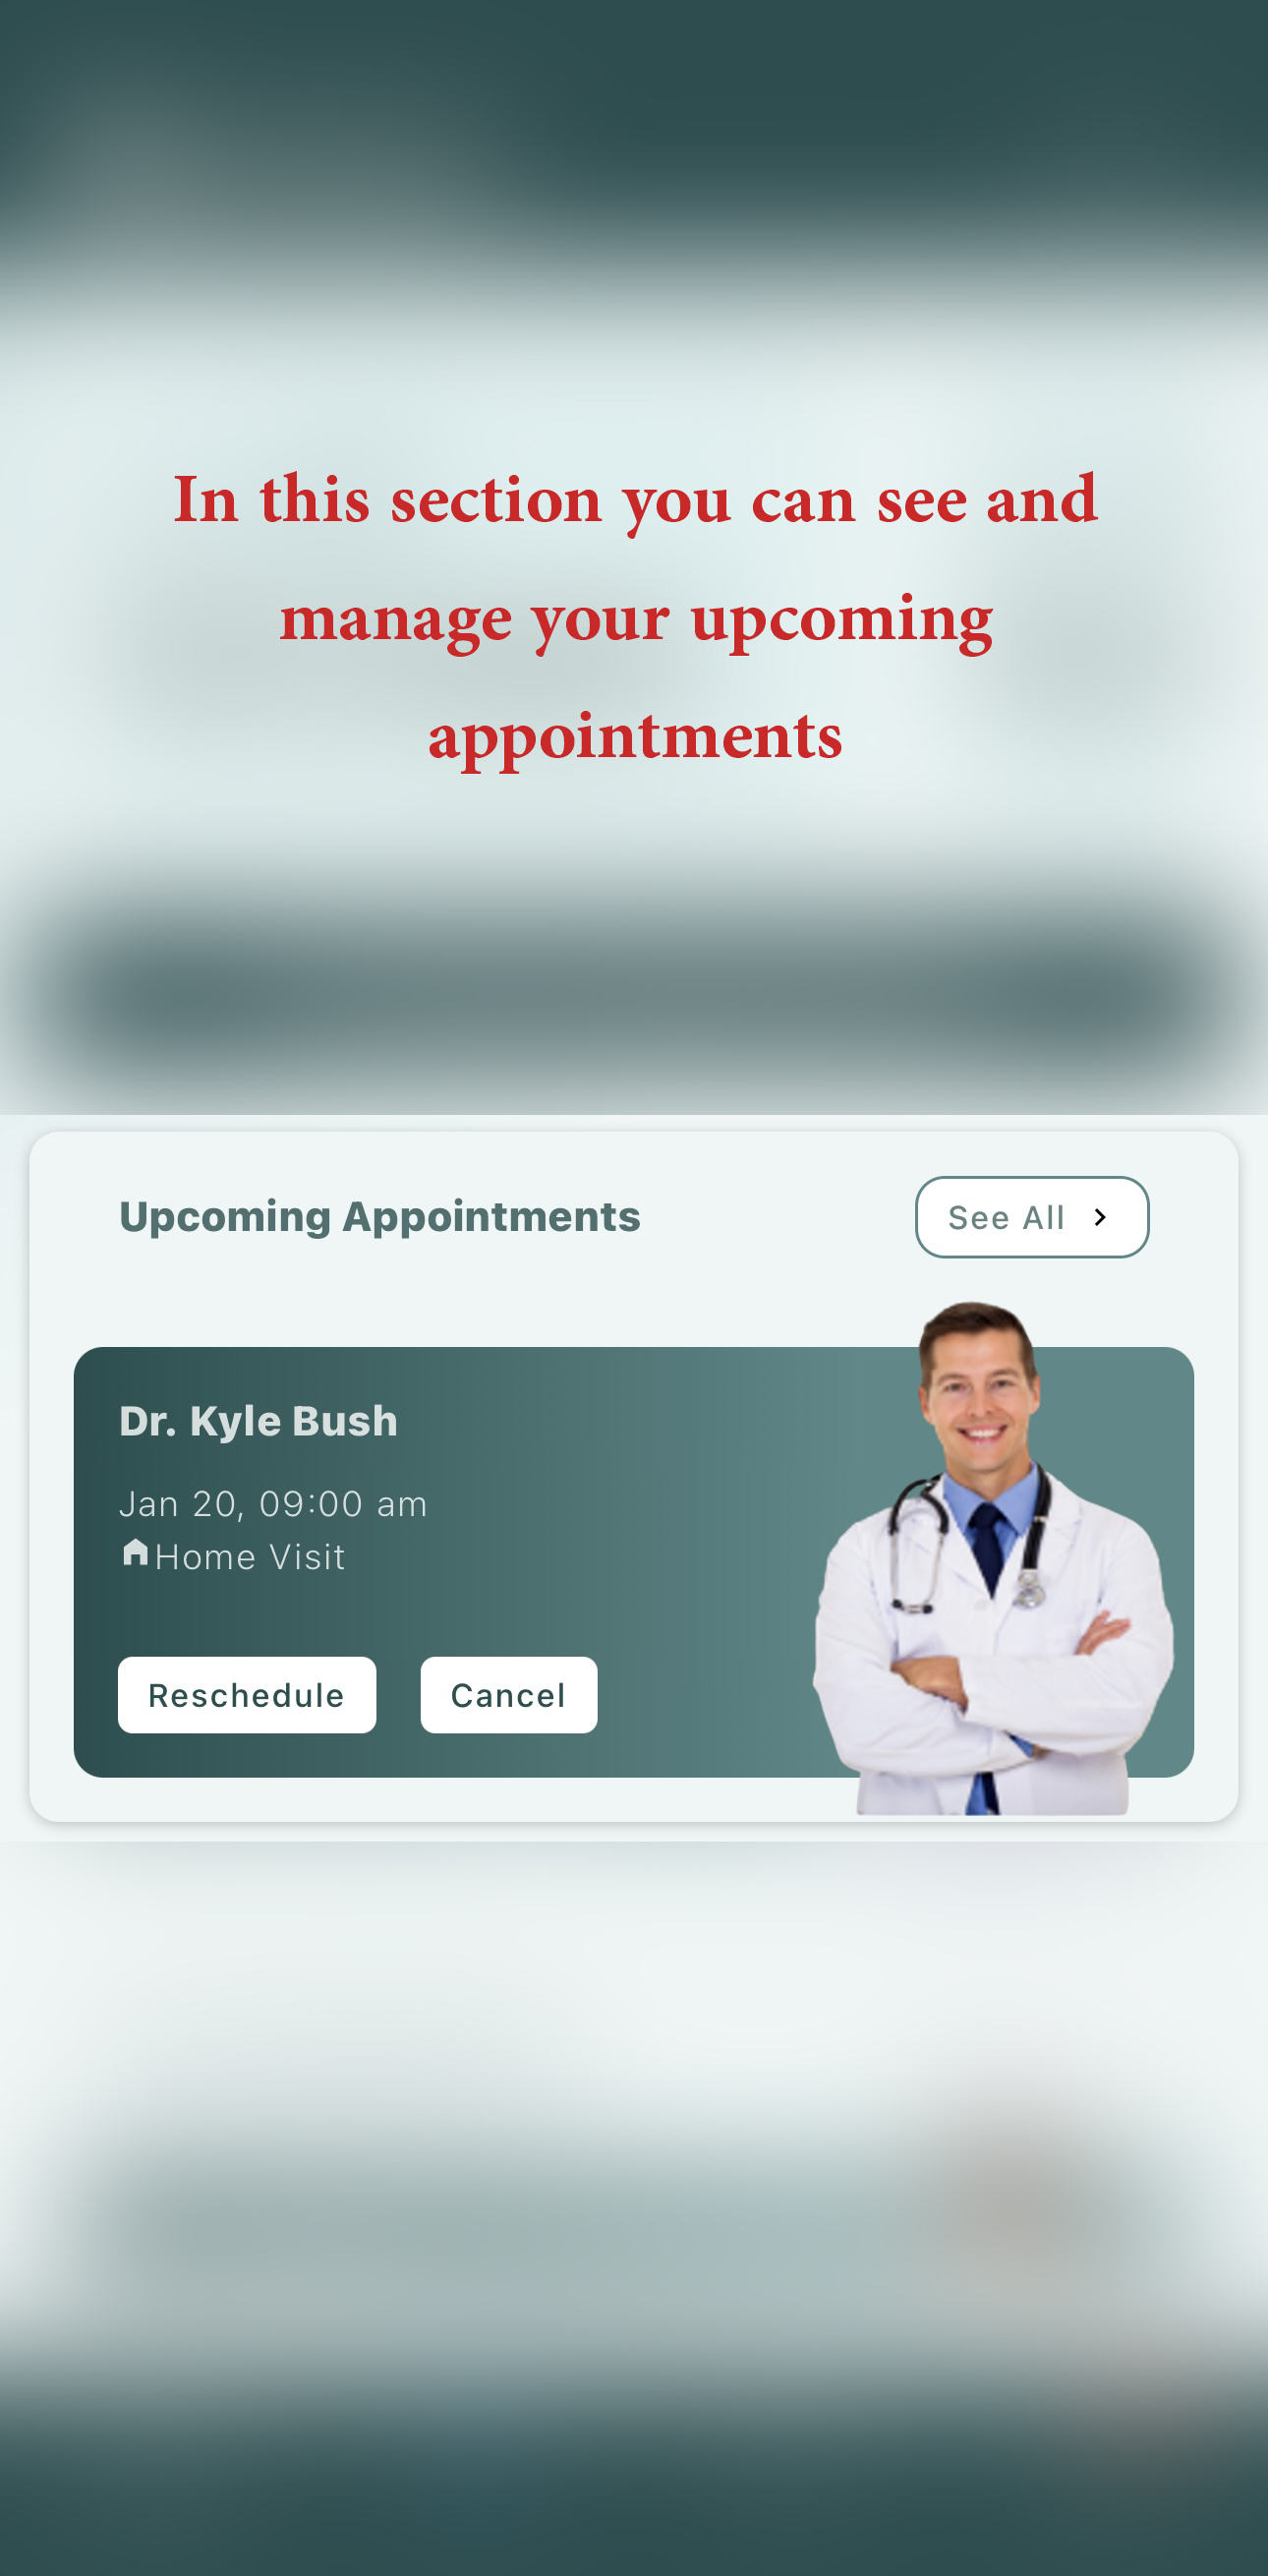 In this section you can see and
manage your upcoming
appointments
Upcoming Appointments
See All
Dr. Kyle Bush
Jan 20, 09:00 am
Home Visit
Reschedule
Cancel